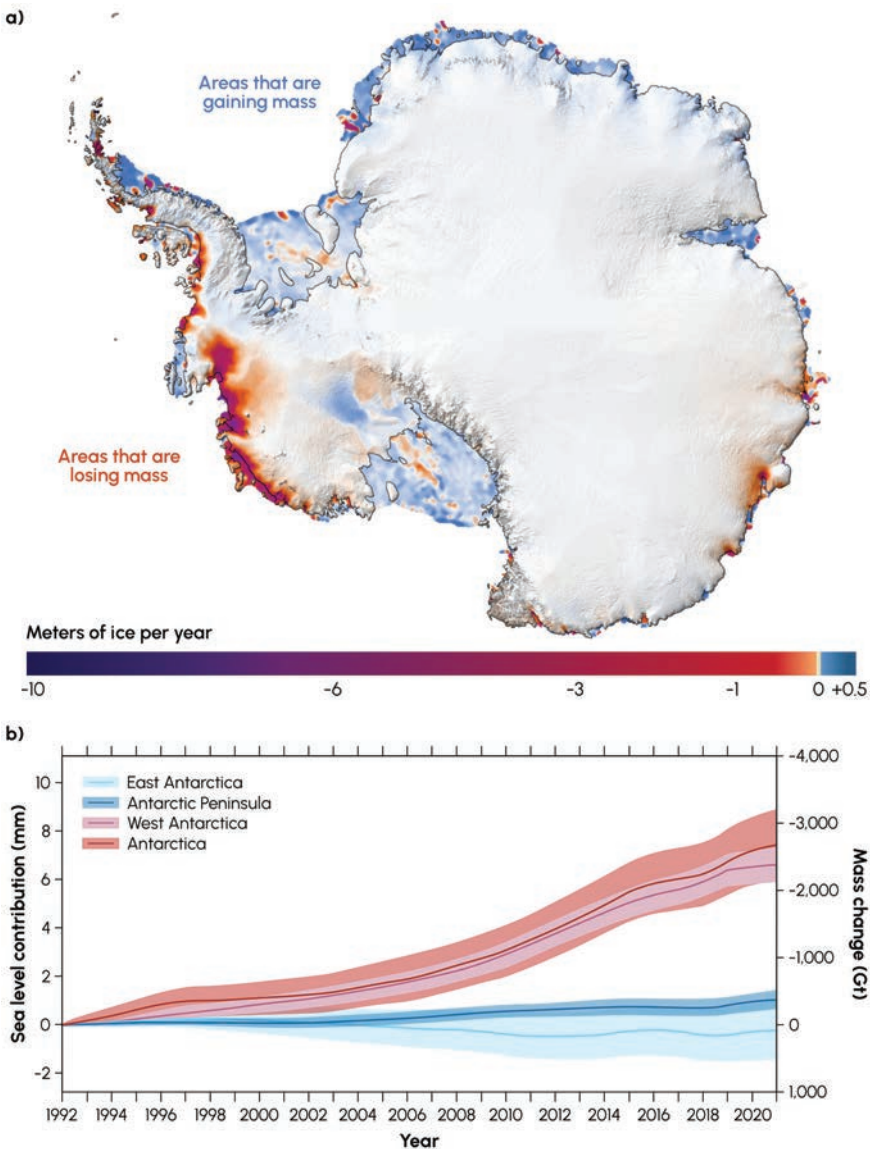 a)
Areas that are
gaining mass
Areas that are
losing mass
Meters of ice per year
-10 -6 -3 -1 0 +0.5
b)
East Antarctica
Antarctic Peninsula
West Antarctica
Antarctica
Sea level contribution (mm)
10
8
6
4
2
0
-2
Mass change (Gt)
-4,000
-3,000
-2,000
-1,000
0
1,000
1992 1994 1996 1998 2000 2002 2004 2006 2008 2010 2012 2014 2016 2018 2020
Year